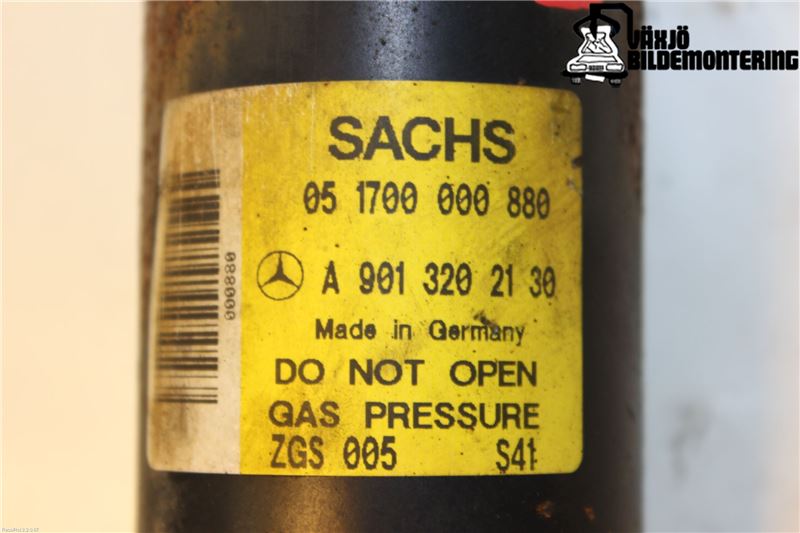 VÄXJÖ
BILDEMONTERING
SACHS
05 1700 000 880
A 901 320 21 30
Made in Germany
DO NOT OPEN
GAS PRESSURE
ZGS 005 S41
000880